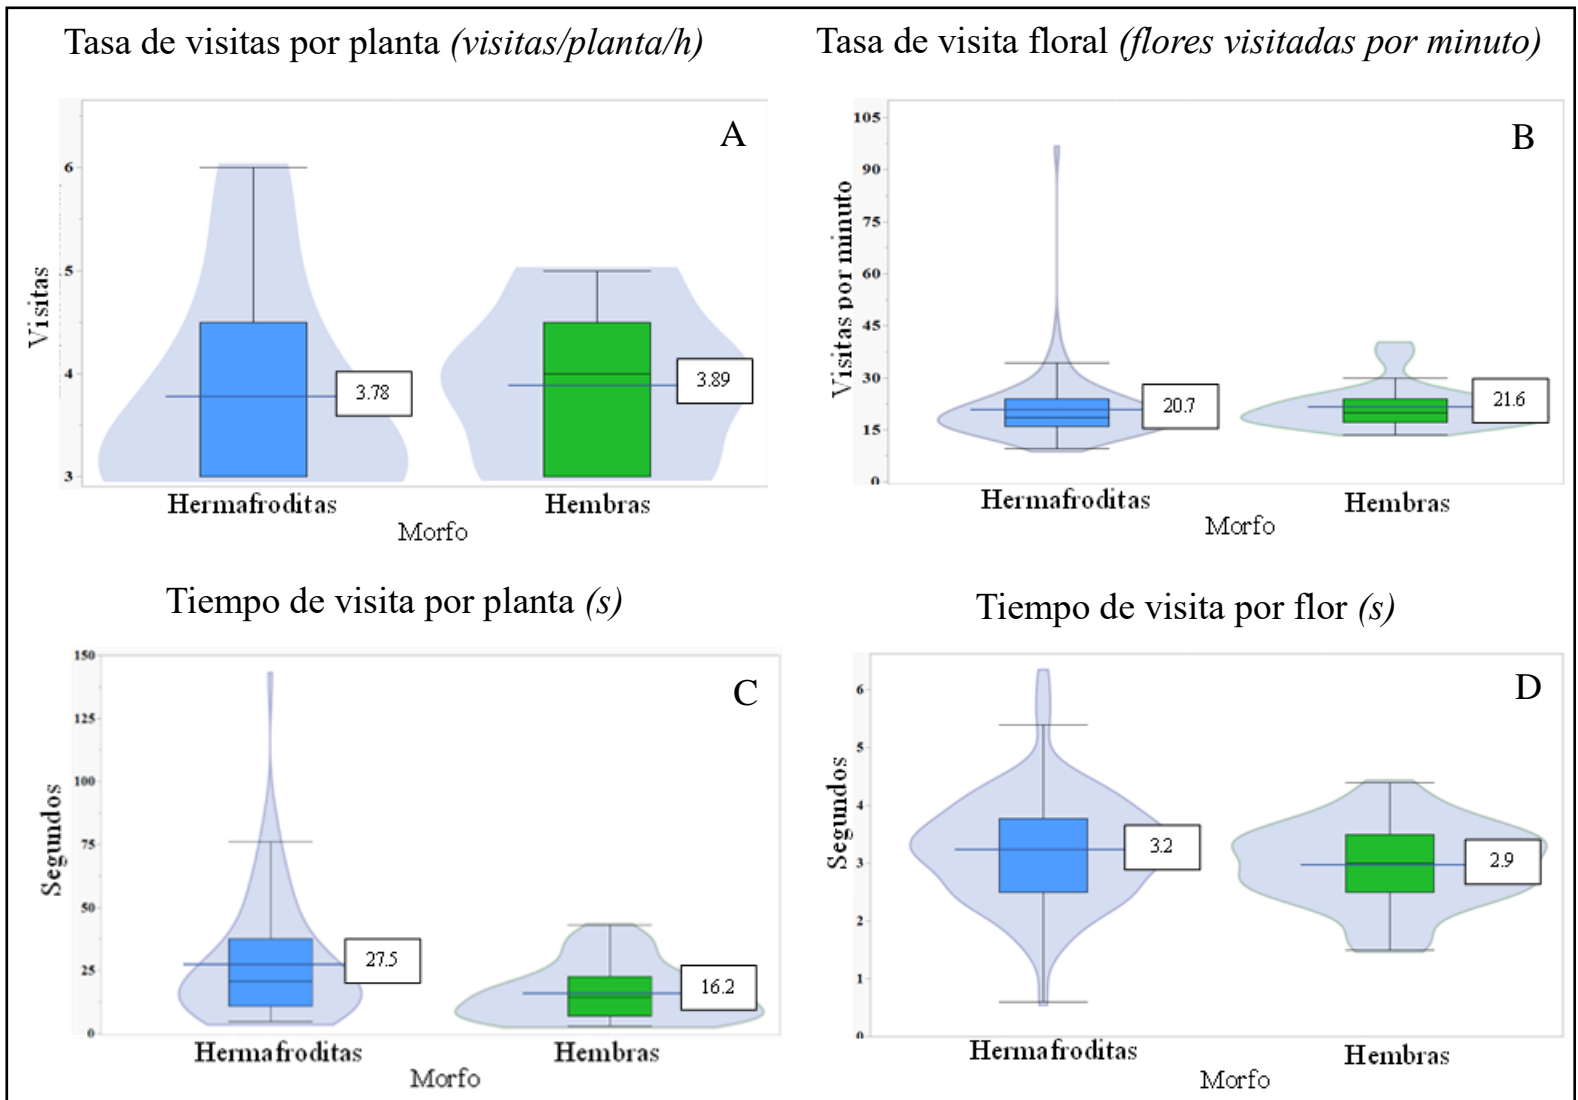 Tasa de visitas por planta (visitas/planta/h)
Tasa de visita floral (flores visitadas por minuto)
A
Visitas
6
5
4
3
3.78
3.89
Hermafroditas
Hembras
Morfo
B
Visitas por minuto
105
90
75
60
45
30
15
0
20.7
21.6
Hermafroditas
Hembras
Morfo
Tiempo de visita por planta (s)
Tiempo de visita por flor (s)
C
Segundos
150
125
100
75
50
25
0
27.5
16.2
Hermafroditas
Hembras
Morfo
D
Segundos
6
5
4
3
2
1
0
3.2
2.9
Hermafroditas
Hembras
Morfo